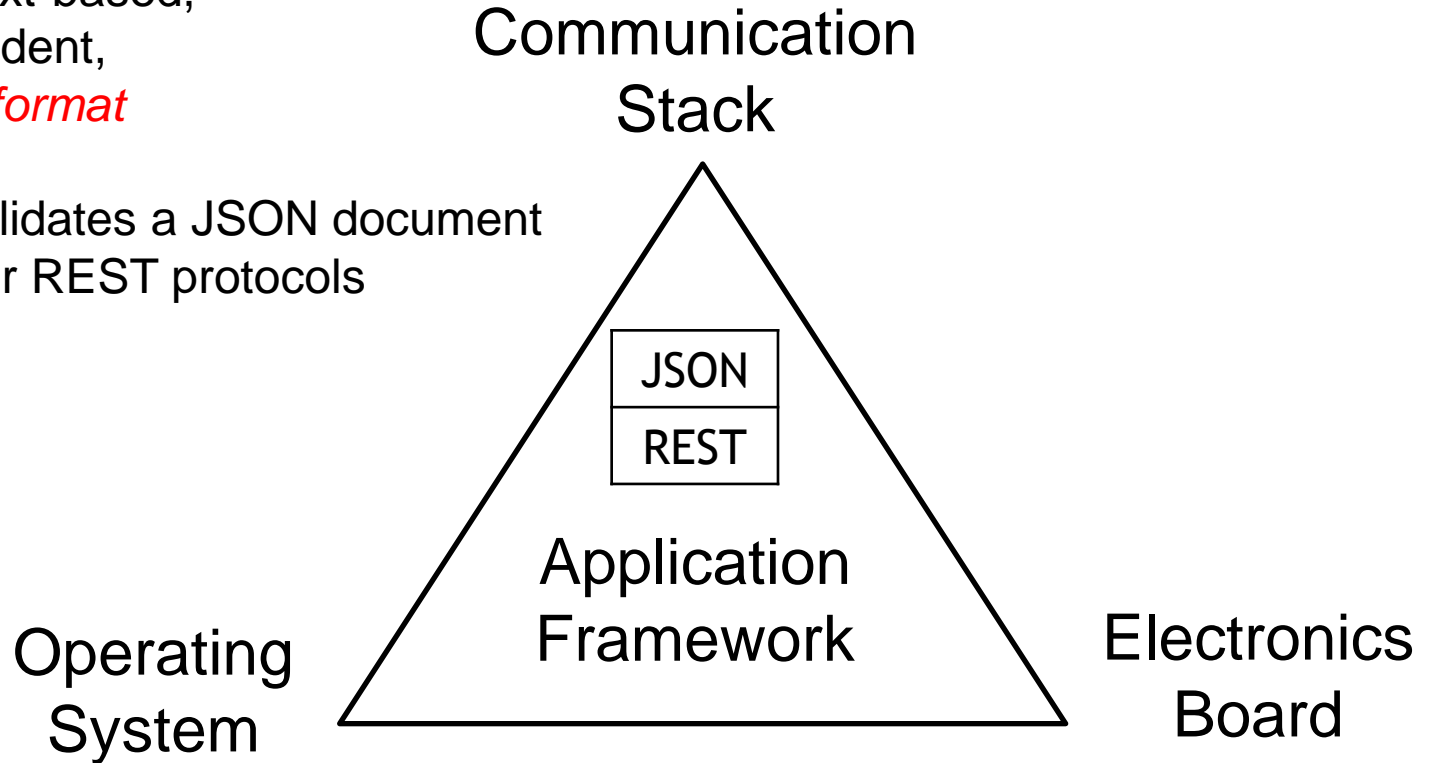 dent,
format
Communication
Stack
lidates a JSON document
r REST protocols
JSON
REST
Application
Framework
Operating
System
Electronics
Board